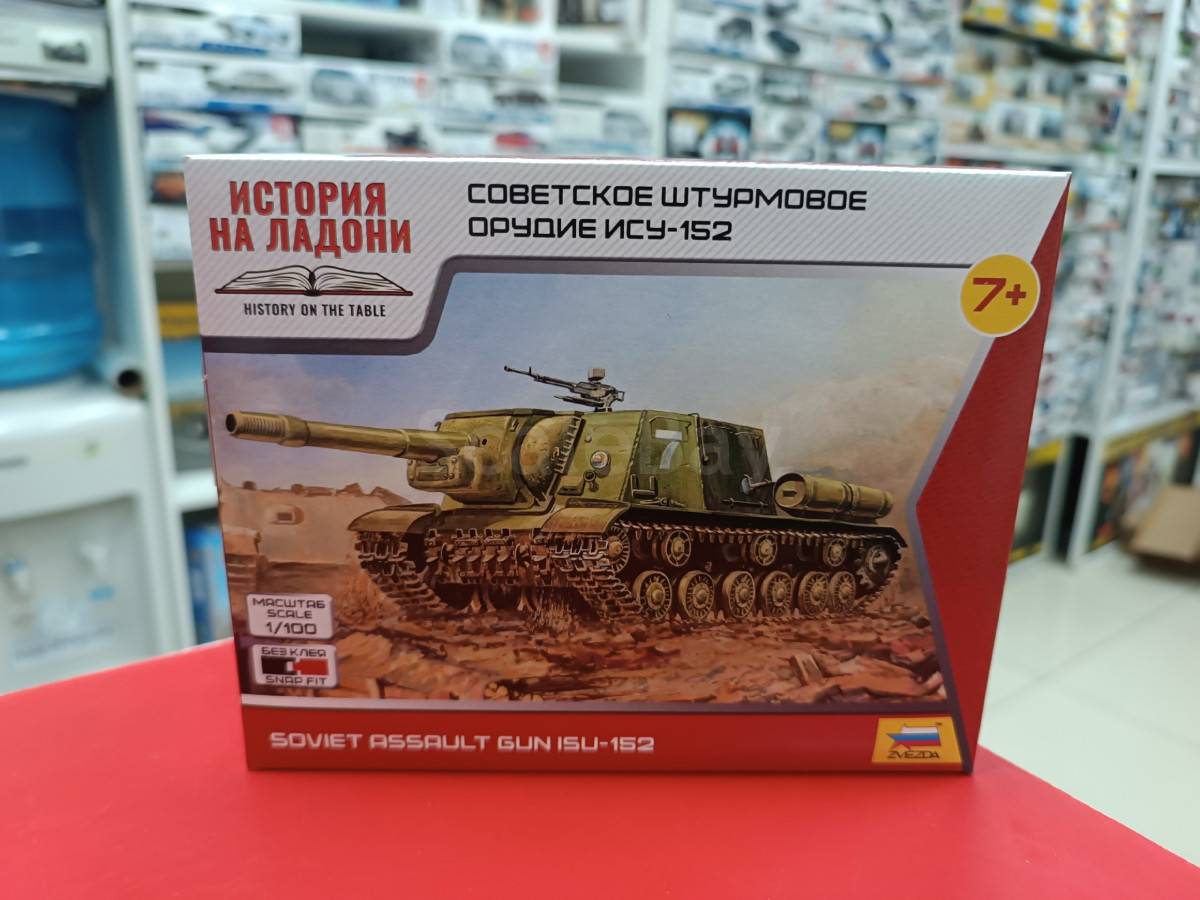 ИСТОРИЯ
НА ЛАДОНИ
HISTORY ON THE TABLE
СОВЕТСКОЕ ШТУРМОВОЕ
ОРУДИЕ ИСУ-152
7+
7
МАСШТАБ
SCALE
1/100
БЕЗ КЛЕЯ
SNAP FIT
SOVIET ASSAULT GUN ISU-152
ZVEZDA